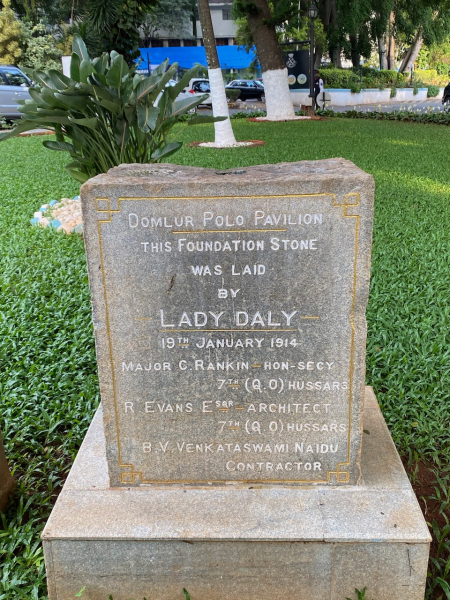 DOMLUR POLO PAVILION
THIS FOUNDATION STONE
WAS LAID
BY
LADY DALY
19TH JANUARY 1914
MAJOR C. RANKIN – HON-SECY
7TH (Q.O) HUSSARS
R EVANS ESQR – ARCHITECT
7TH (Q.O) HUSSARS
B.V. VENKATASWAMI NAIDU
CONTRACTOR